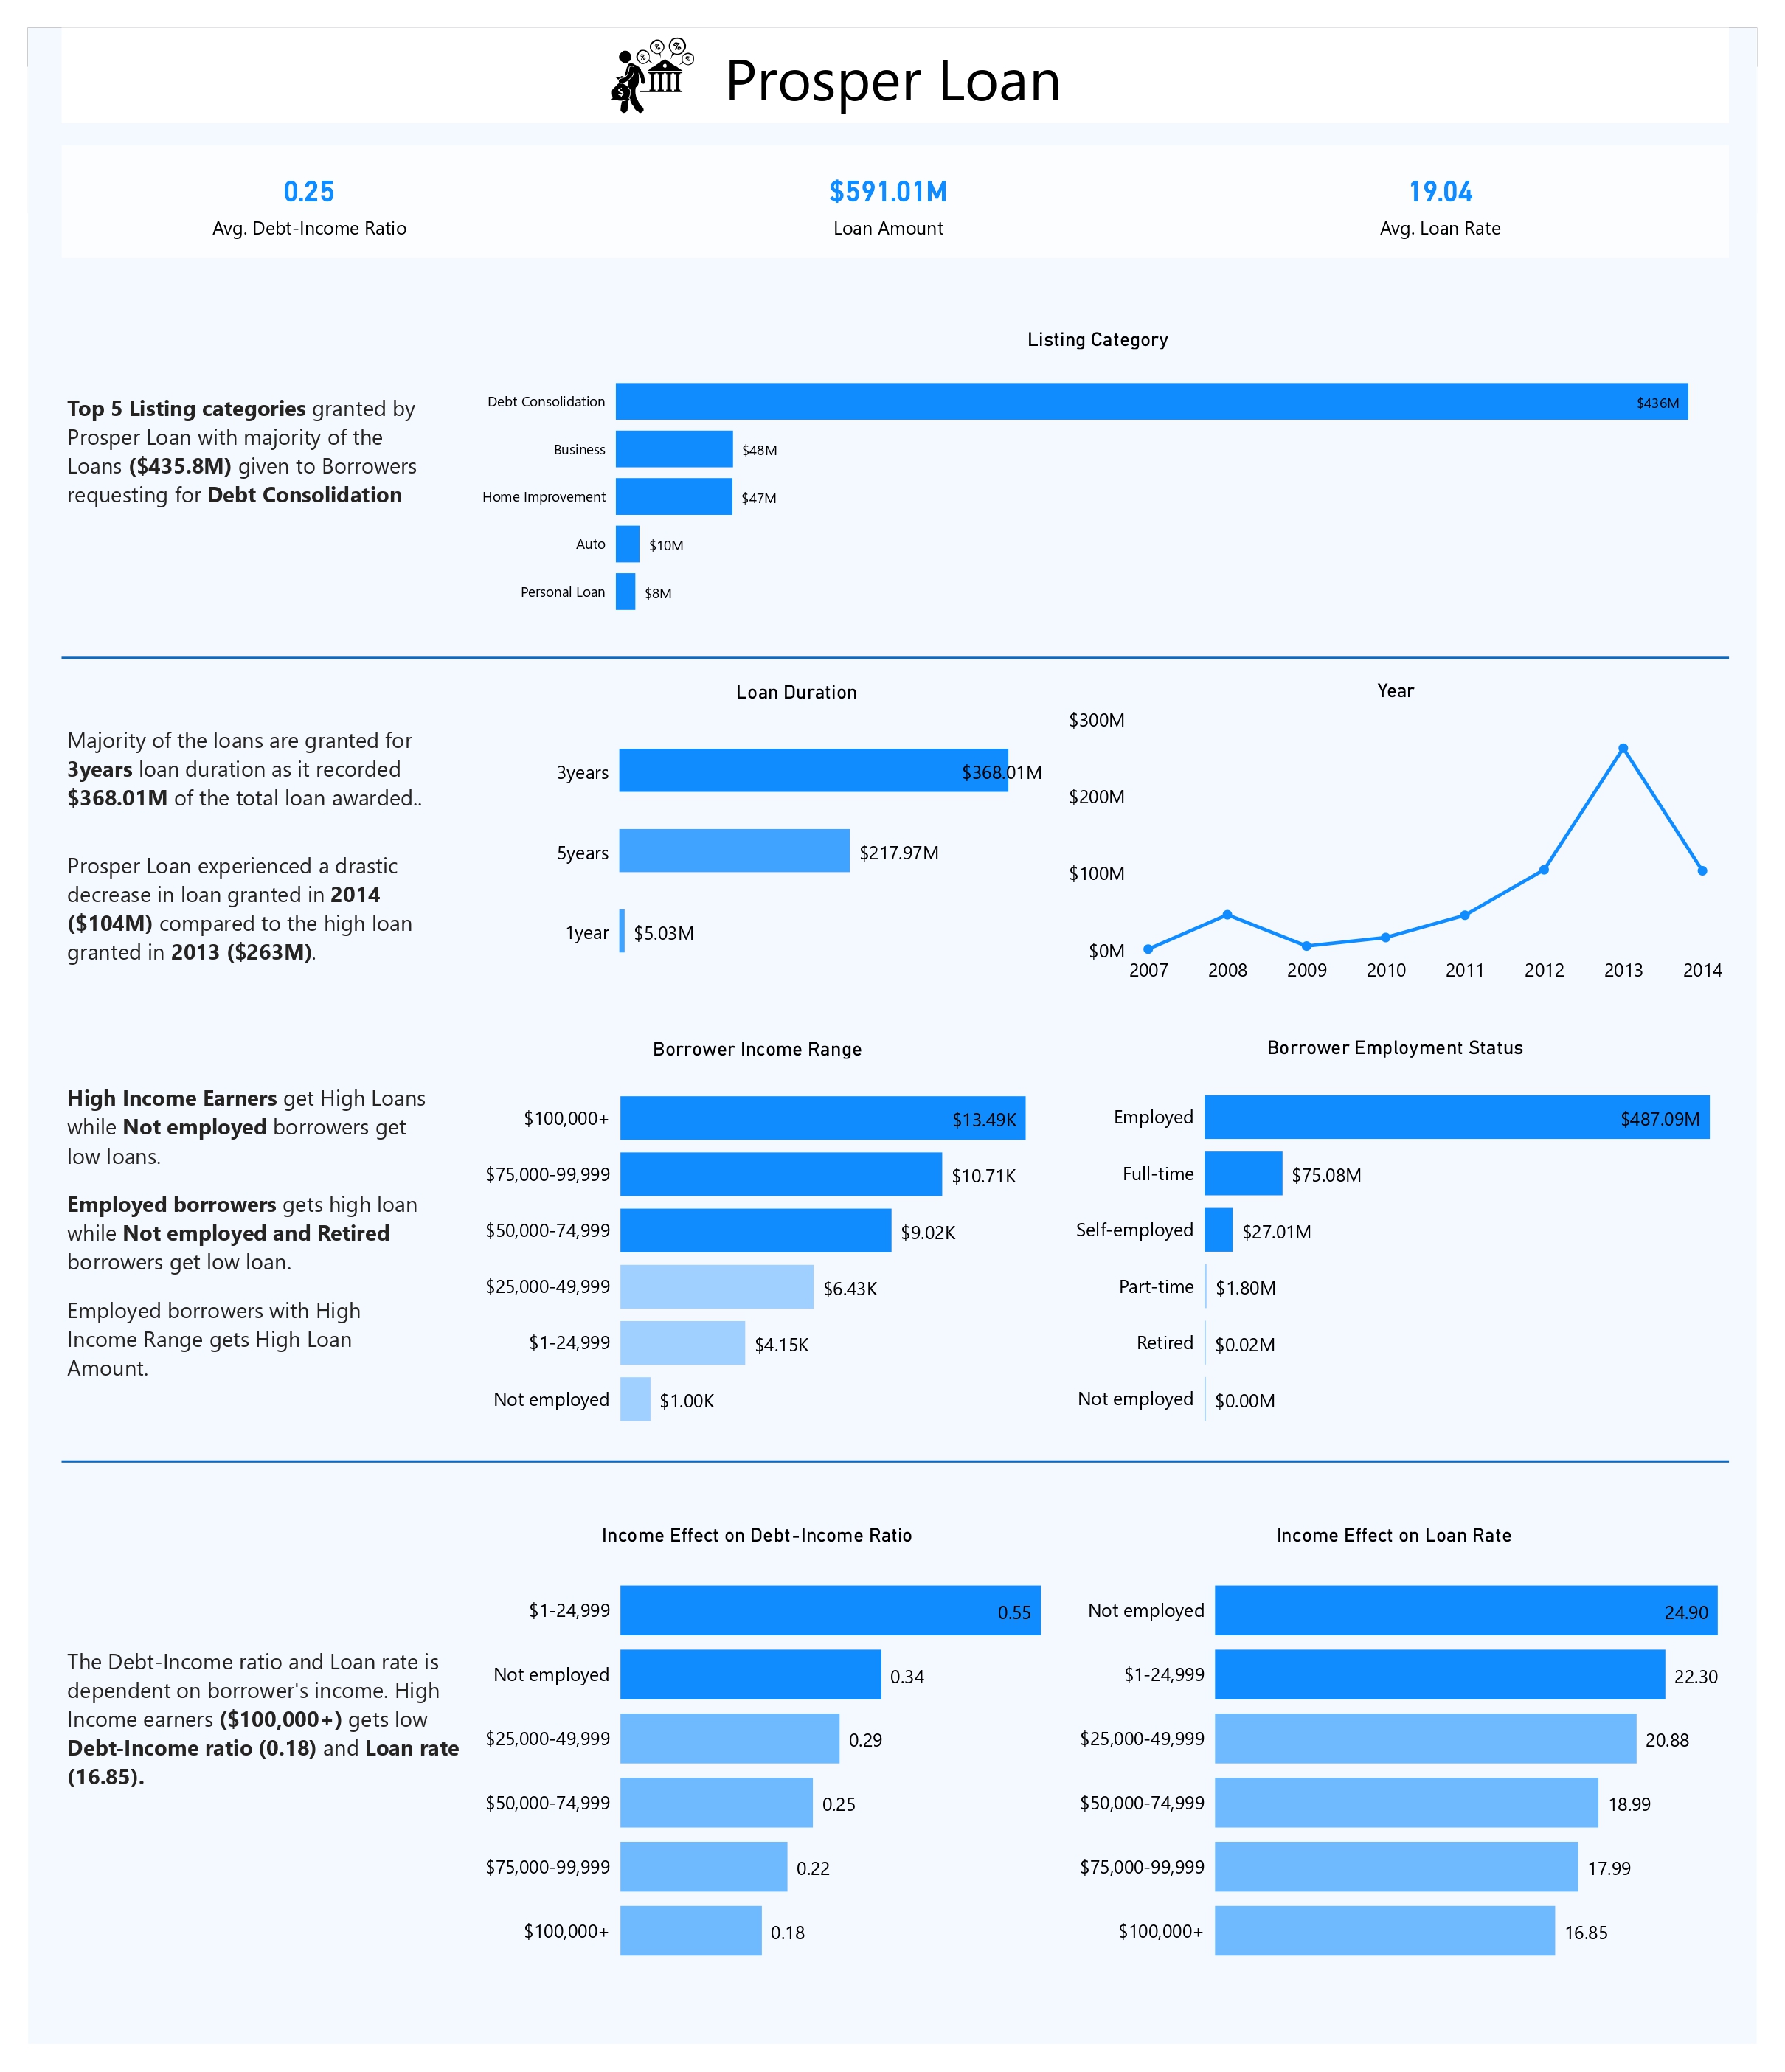 Prosper Loan
0.25
Avg. Debt-Income Ratio
$591.01M
Loan Amount
19.04
Avg. Loan Rate
Top 5 Listing categories granted by
Prosper Loan with majority of the
Loans ($435.8M) given to Borrowers
requesting for Debt Consolidation
Listing Category
Debt Consolidation $436M
Business $48M
Home Improvement $47M
Auto $10M
Personal Loan $8M
Majority of the loans are granted for
3years loan duration as it recorded
$368.01M of the total loan awarded..
Prosper Loan experienced a drastic
decrease in loan granted in 2014
($104M) compared to the high loan
granted in 2013 ($263M).
Loan Duration
3years $368.01M
5years $217.97M
1year $5.03M
Year
$300M
$200M
$100M
$0M
2007 2008 2009 2010 2011 2012 2013 2014
High Income Earners get High Loans
while Not employed borrowers get
low loans.
Employed borrowers gets high loan
while Not employed and Retired
borrowers get low loan.
Employed borrowers with High
Income Range gets High Loan
Amount.
Borrower Income Range
$100,000+ $13.49K
$75,000-99,999 $10.71K
$50,000-74,999 $9.02K
$25,000-49,999 $6.43K
$1-24,999 $4.15K
Not employed $1.00K
Borrower Employment Status
Employed $487.09M
Full-time $75.08M
Self-employed $27.01M
Part-time $1.80M
Retired $0.02M
Not employed $0.00M
The Debt-Income ratio and Loan rate is
dependent on borrower's income. High
Income earners ($100,000+) gets low
Debt-Income ratio (0.18) and Loan rate
(16.85).
Income Effect on Debt-Income Ratio
$1-24,999 0.55
Not employed 0.34
$25,000-49,999 0.29
$50,000-74,999 0.25
$75,000-99,999 0.22
$100,000+ 0.18
Income Effect on Loan Rate
Not employed 24.90
$1-24,999 22.30
$25,000-49,999 20.88
$50,000-74,999 18.99
$75,000-99,999 17.99
$100,000+ 16.85